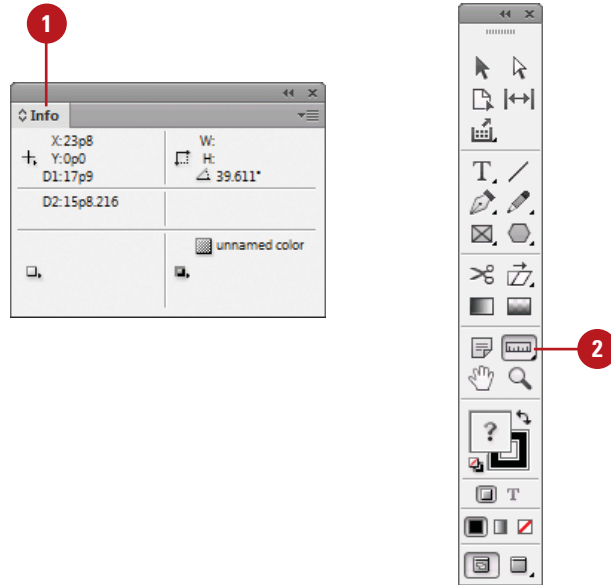 1
Info
X:23p8
Y:0p0
D1:17p9
W:
H:
39.611°
D2:15p8.216
unnamed color
T
2
?
T